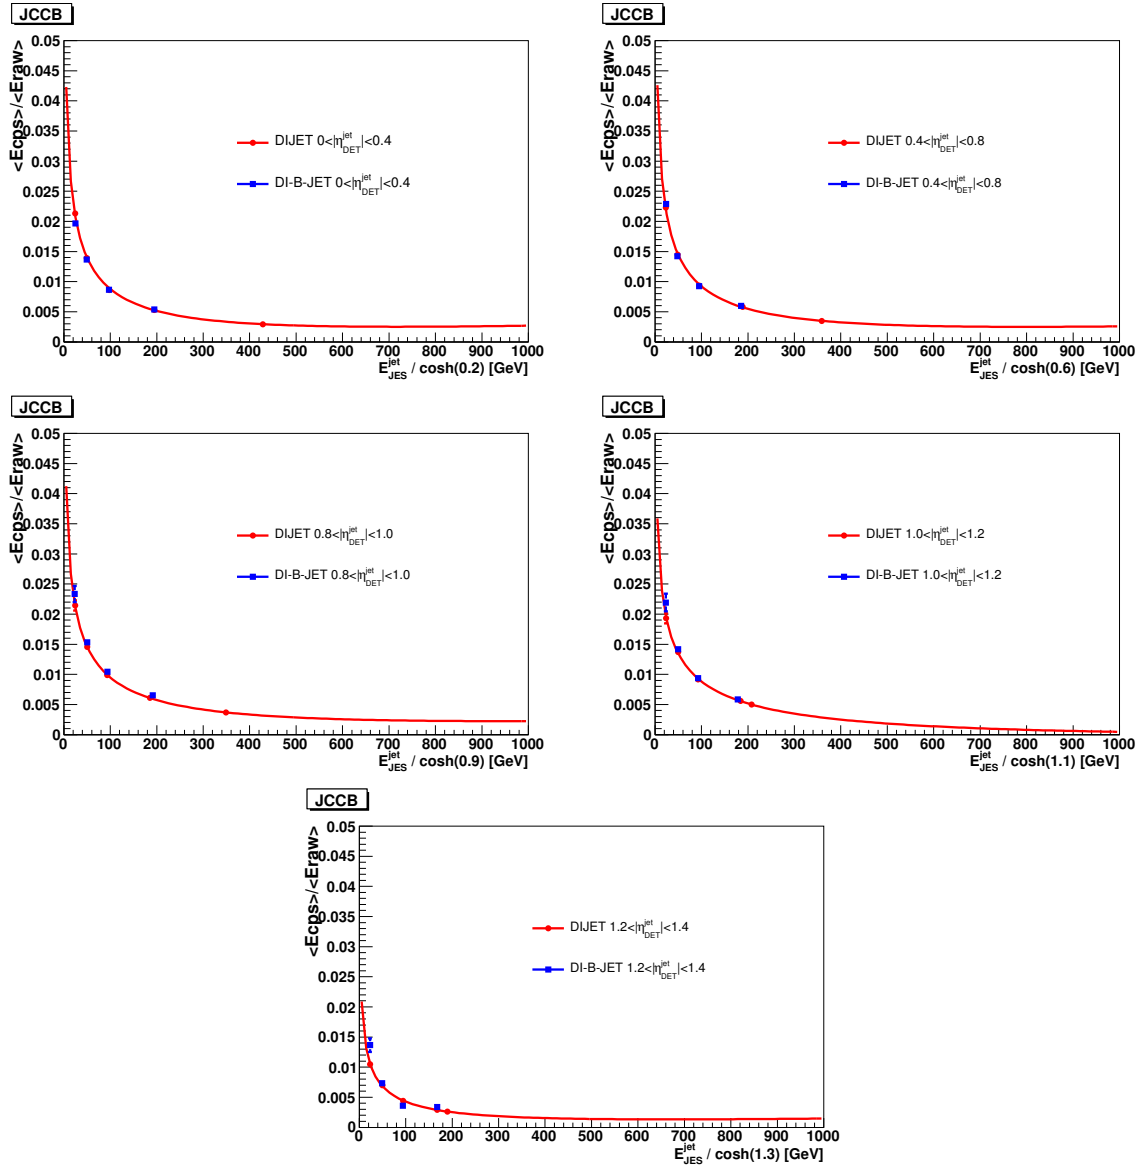 JCCB
<Ecps>/<Eraw>
0.05
0.045
0.04
0.035
0.03
0.025
0.02
0.015
0.01
0.005
0
DIJET 0<|η^jet_DET|<0.4
DI-B-JET 0<|η^jet_DET|<0.4
0 100 200 300 400 500 600 700 800 900 1000
E^jet_JES / cosh(0.2) [GeV]
JCCB
<Ecps>/<Eraw>
0.05
0.045
0.04
0.035
0.03
0.025
0.02
0.015
0.01
0.005
0
DIJET 0.4<|η^jet_DET|<0.8
DI-B-JET 0.4<|η^jet_DET|<0.8
0 100 200 300 400 500 600 700 800 900 1000
E^jet_JES / cosh(0.6) [GeV]
JCCB
<Ecps>/<Eraw>
0.05
0.045
0.04
0.035
0.03
0.025
0.02
0.015
0.01
0.005
0
DIJET 0.8<|η^jet_DET|<1.0
DI-B-JET 0.8<|η^jet_DET|<1.0
0 100 200 300 400 500 600 700 800 900 1000
E^jet_JES / cosh(0.9) [GeV]
JCCB
<Ecps>/<Eraw>
0.05
0.045
0.04
0.035
0.03
0.025
0.02
0.015
0.01
0.005
0
DIJET 1.0<|η^jet_DET|<1.2
DI-B-JET 1.0<|η^jet_DET|<1.2
0 100 200 300 400 500 600 700 800 900 1000
E^jet_JES / cosh(1.1) [GeV]
JCCB
<Ecps>/<Eraw>
0.05
0.045
0.04
0.035
0.03
0.025
0.02
0.015
0.01
0.005
0
DIJET 1.2<|η^jet_DET|<1.4
DI-B-JET 1.2<|η^jet_DET|<1.4
0 100 200 300 400 500 600 700 800 900 1000
E^jet_JES / cosh(1.3) [GeV]